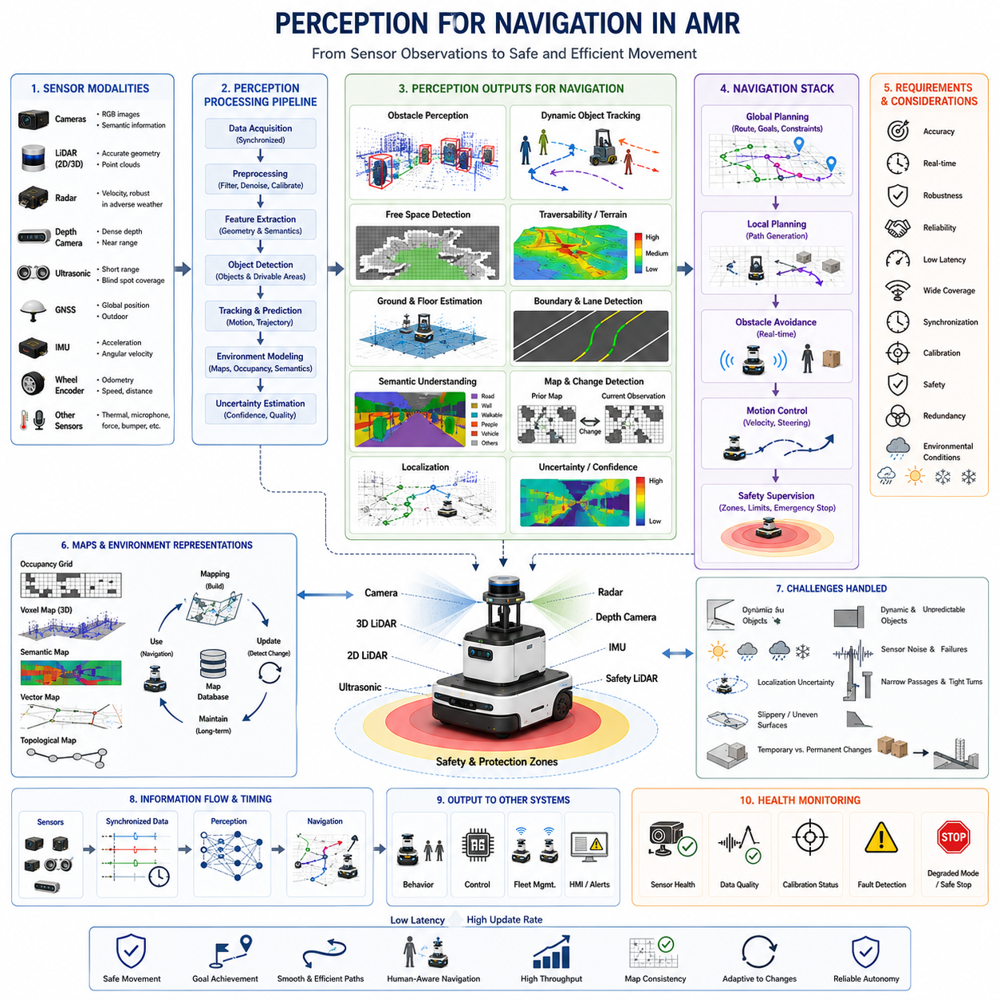 PERCEPTION FOR NAVIGATION IN AMR
From Sensor Observations to Safe and Efficient Movement
1. SENSOR MODALITIES
Cameras
• RGB images
• Semantic information
LiDAR
(2D/3D)
• Accurate geometry
• Point clouds
Radar
• Velocity, robust
in adverse weather
Depth
Camera
• Dense depth
• Near range
Ultrasonic
• Short range
• Blind spot coverage
GNSS
• Global position
• Outdoor
IMU
• Acceleration
• Angular velocity
Wheel
Encoder
• Odometry
• Speed, distance
Other
Sensors
• Thermal, microphone,
force, bumper, etc.
2. PERCEPTION
PROCESSING PIPELINE
Data Acquisition
(Synchronized)
Preprocessing
(Filter, Denoise, Calibrate)
Feature Extraction
(Geometry & Semantics)
Object Detection
(Objects & Drivable Areas)
Tracking & Prediction
(Motion, Trajectory)
Environment Modeling
(Maps, Occupancy, Semantics)
Uncertainty Estimation
(Confidence, Quality)
3. PERCEPTION OUTPUTS FOR NAVIGATION
Obstacle Perception
Dynamic Object Tracking
Free Space Detection
Traversability / Terrain
High
Medium
Low
Ground & Floor Estimation
Boundary & Lane Detection
Semantic Understanding
Road
Wall
Walkable
People
Vehicle
Others
Map & Change Detection
Prior Map
Current Observation
Change
Localization
Uncertainty / Confidence
High
Low
4. NAVIGATION STACK
Global Planning
(Route, Goals, Constraints)
Local Planning
(Path Generation)
Obstacle Avoidance
(Real-time)
Motion Control
(Velocity, Steering)
Safety Supervision
(Zones, Limits, Emergency Stop)
5. REQUIREMENTS
& CONSIDERATIONS
Accuracy
Real-time
Robustness
Reliability
Low Latency
Wide Coverage
Synchronization
Calibration
Safety
Redundancy
Environmental
Conditions
6. MAPS & ENVIRONMENT REPRESENTATIONS
Occupancy Grid
Voxel Map (3D)
Semantic Map
Vector Map
Topological Map
Mapping
(Build)
Use
(Navigation)
Update
(Detect Change)
Map
Database
Maintain
(Long-term)
Camera
3D LiDAR
2D LiDAR
Ultrasonic
Radar
Depth Camera
IMU
Safety LiDAR
Safety & Protection Zones
7. CHALLENGES HANDLED
Objects
Dynamic & Unpredictable
Objects
Sensor Noise & Failures
Localization Uncertainty
Narrow Passages & Tight Turns
Slippery / Uneven
Surfaces
Temporary vs. Permanent Changes
8. INFORMATION FLOW & TIMING
Sensors
Synchronized Data
Perception
Navigation
9. OUTPUT TO OTHER SYSTEMS
Behavior
Control
Fleet Mgmt.
HMI / Alerts
10. HEALTH MONITORING
Sensor Health
Data Quality
Calibration Status
Fault Detection
STOP
Degraded Mode
/ Safe Stop
Low Latency
High Update Rate
Safe Movement
Goal Achievement
Smooth & Efficient Paths
Human-Aware Navigation
High Throughput
Map Consistency
Adaptive to Changes
Reliable Autonomy